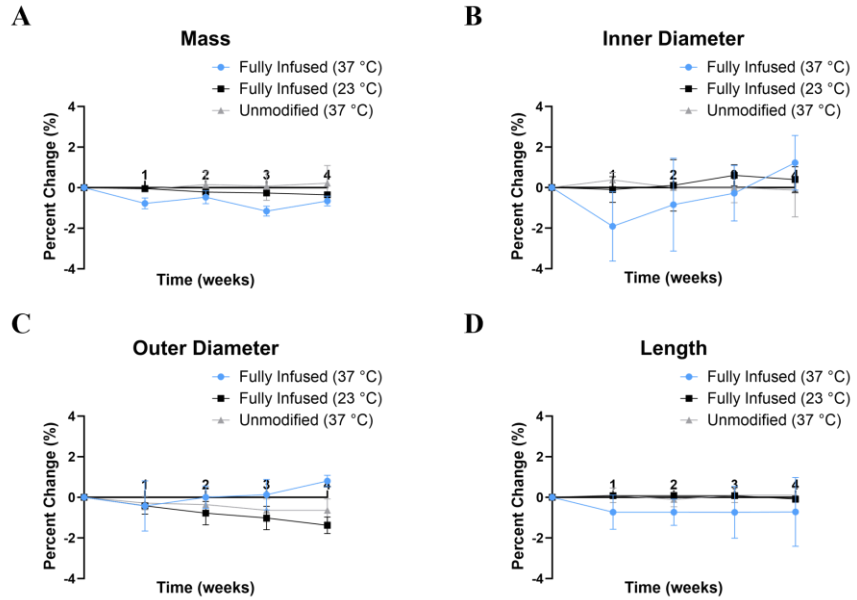 A
Mass
Fully Infused (37 °C)
Fully Infused (23 °C)
Unmodified (37 °C)
Percent Change (%)
4
2
0
-2
-4
1 2 3 4
Time (weeks)
B
Inner Diameter
Fully Infused (37 °C)
Fully Infused (23 °C)
Unmodified (37 °C)
Percent Change (%)
4
2
0
-2
-4
1 2 3 4
Time (weeks)
C
Outer Diameter
Fully Infused (37 °C)
Fully Infused (23 °C)
Unmodified (37 °C)
Percent Change (%)
4
2
0
-2
-4
1 2 3 4
Time (weeks)
D
Length
Fully Infused (37 °C)
Fully Infused (23 °C)
Unmodified (37 °C)
Percent Change (%)
4
2
0
-2
-4
1 2 3 4
Time (weeks)